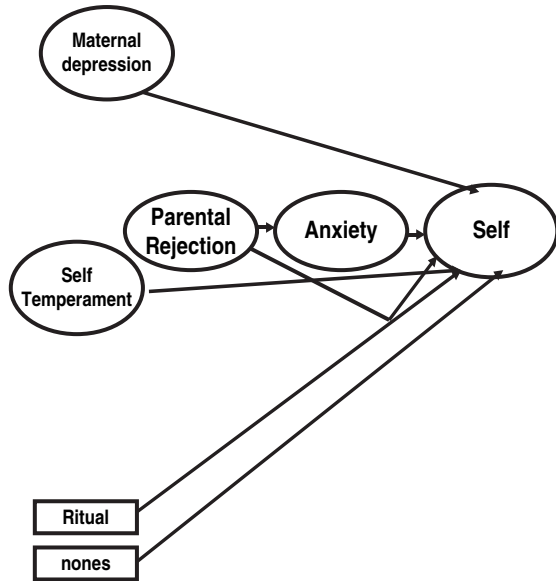 Maternal
depression
Parental
Rejection
Anxiety
Self
Self
Temperament
Ritual
nones